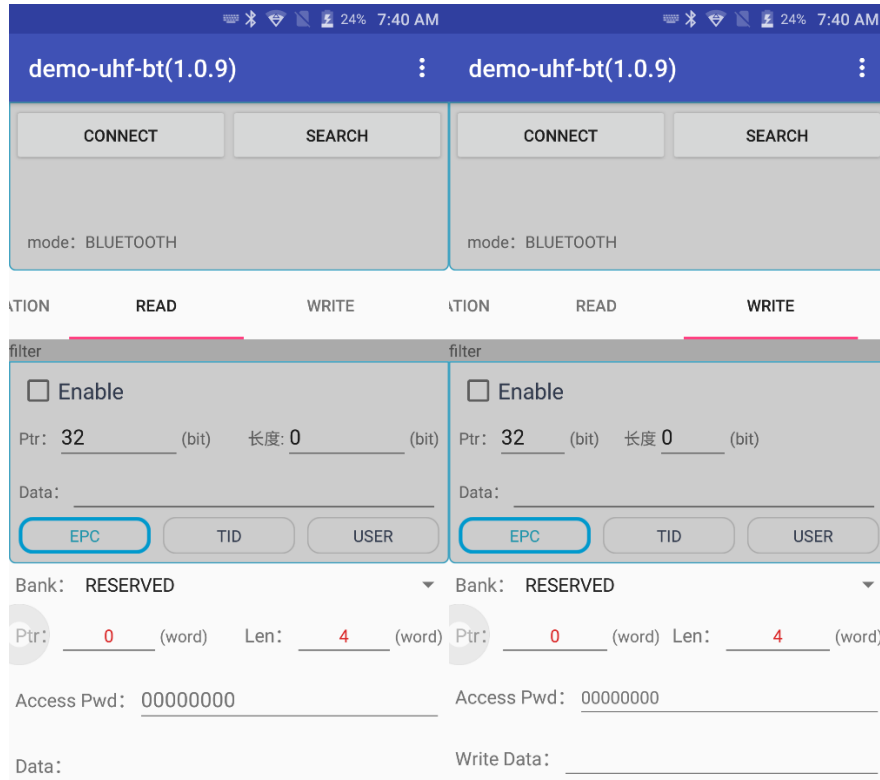 24% 7:40 AM
demo-uhf-bt(1.0.9)
CONNECT SEARCH
mode：BLUETOOTH
ATION READ WRITE
filter
Enable
Ptr：32 (bit) 长度: 0 (bit)
Data：
EPC TID USER
Bank： RESERVED
Ptr： 0 (word) Len： 4 (word)
Access Pwd： 00000000
Data：
24% 7:40 AM
demo-uhf-bt(1.0.9)
CONNECT SEARCH
mode：BLUETOOTH
ATION READ WRITE
filter
Enable
Ptr： 32 (bit) 长度 0 (bit)
Data：
EPC TID USER
Bank： RESERVED
Ptr： 0 (word) Len： 4 (word)
Access Pwd： 00000000
Write Data：